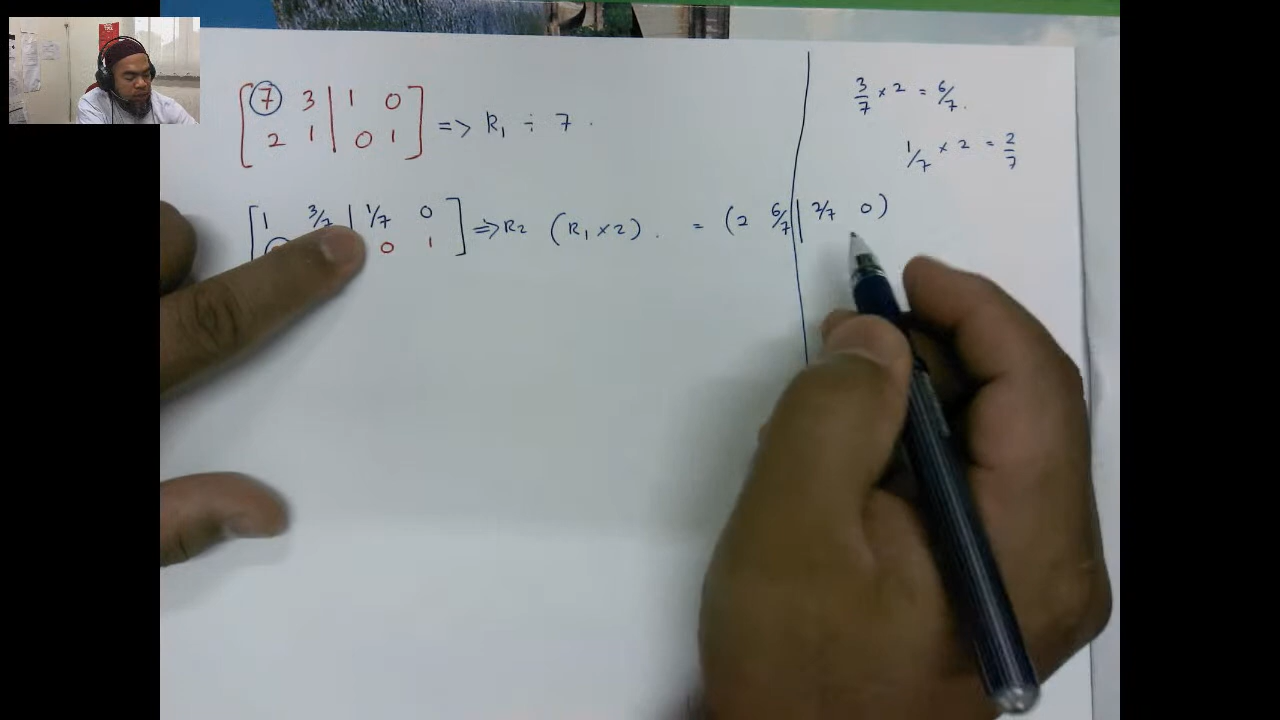 [7 3 | 1 0
2 1 | 0 1] => R₁ ÷ 7 .
[1 3/7 | 1/7 0
0 1] => R2 (R₁ × 2) . = (2 6/7 | 2/7 0)
3/7 × 2 = 6/7 .
1/7 × 2 = 2/7